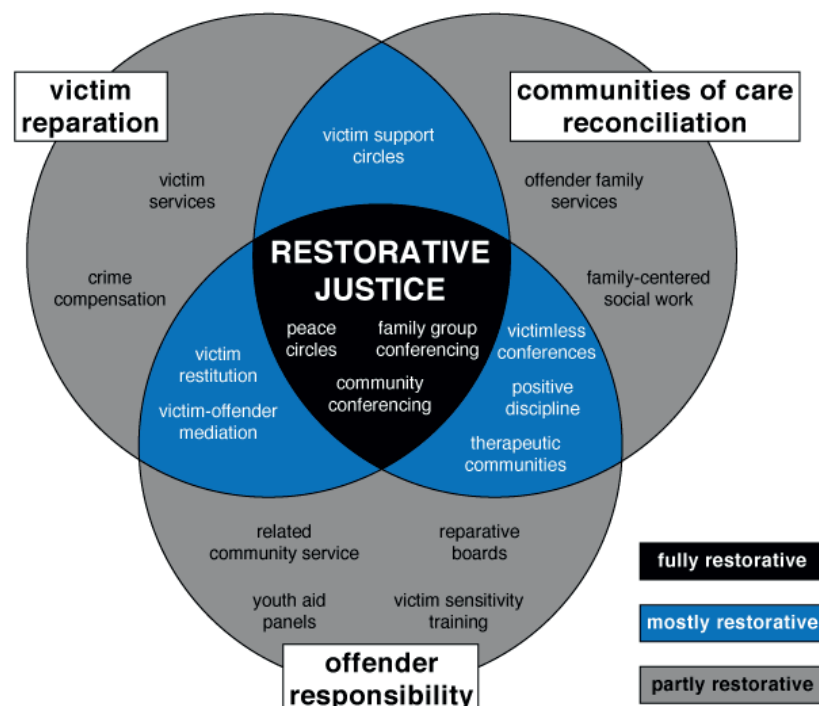 victim
reparation
communities of care
reconciliation
victim support
circles
victim
services
offender family
services
crime
compensation
family-centered
social work
RESTORATIVE
JUSTICE
peace
circles
family group
conferencing
community
conferencing
victim
restitution
victim-offender
mediation
victimless
conferences
positive
discipline
therapeutic
communities
related
community service
reparative
boards
youth aid
panels
victim sensitivity
training
offender
responsibility
fully restorative
mostly restorative
partly restorative